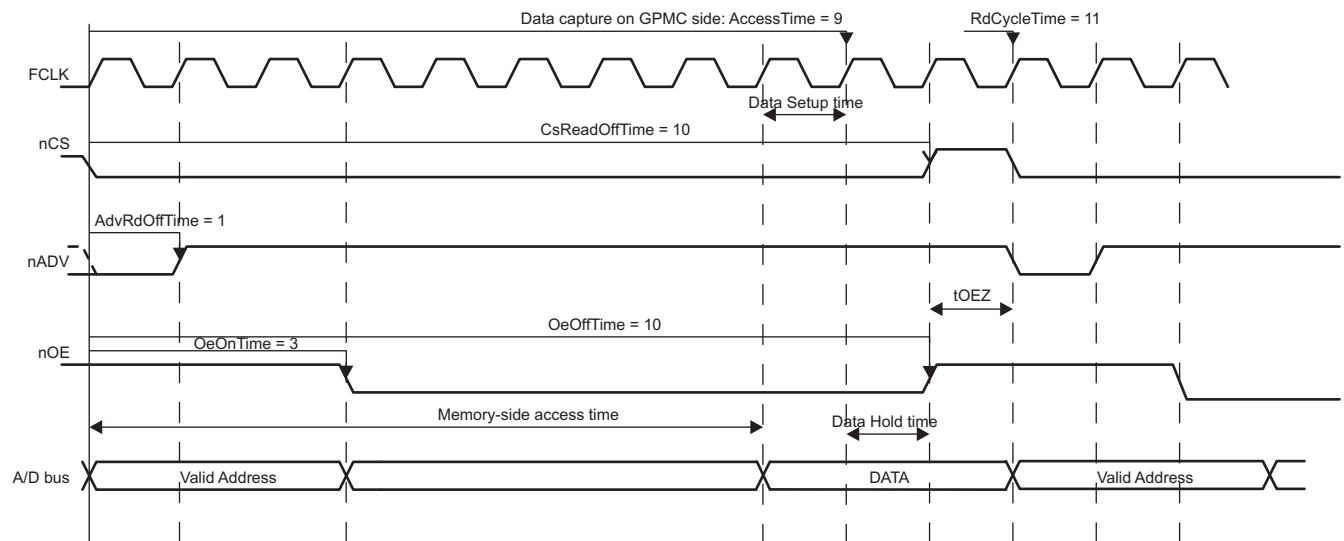 Data capture on GPMC side: AccessTime = 9
RdCycleTime = 11
FCLK
Data Setup time
CsReadOffTime = 10
nCS
AdvRdOffTime = 1
nADV
tOEZ
OeOffTime = 10
nOE
OeOnTime = 3
Memory-side access time
Data Hold time
A/D bus
Valid Address
DATA
Valid Address